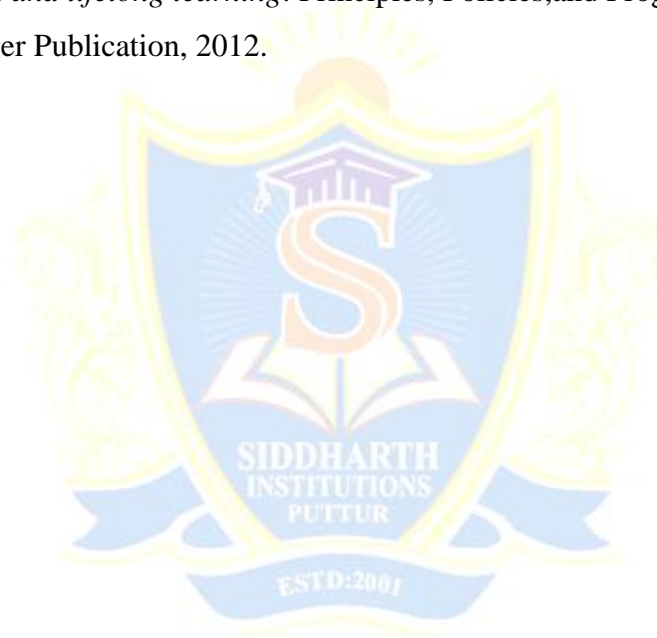 and lifelong learning: Principles, Policies,and Prog
er Publication, 2012.
S
SIDDHARTH
INSTITUTIONS
PUTTUR
ESTD:2001